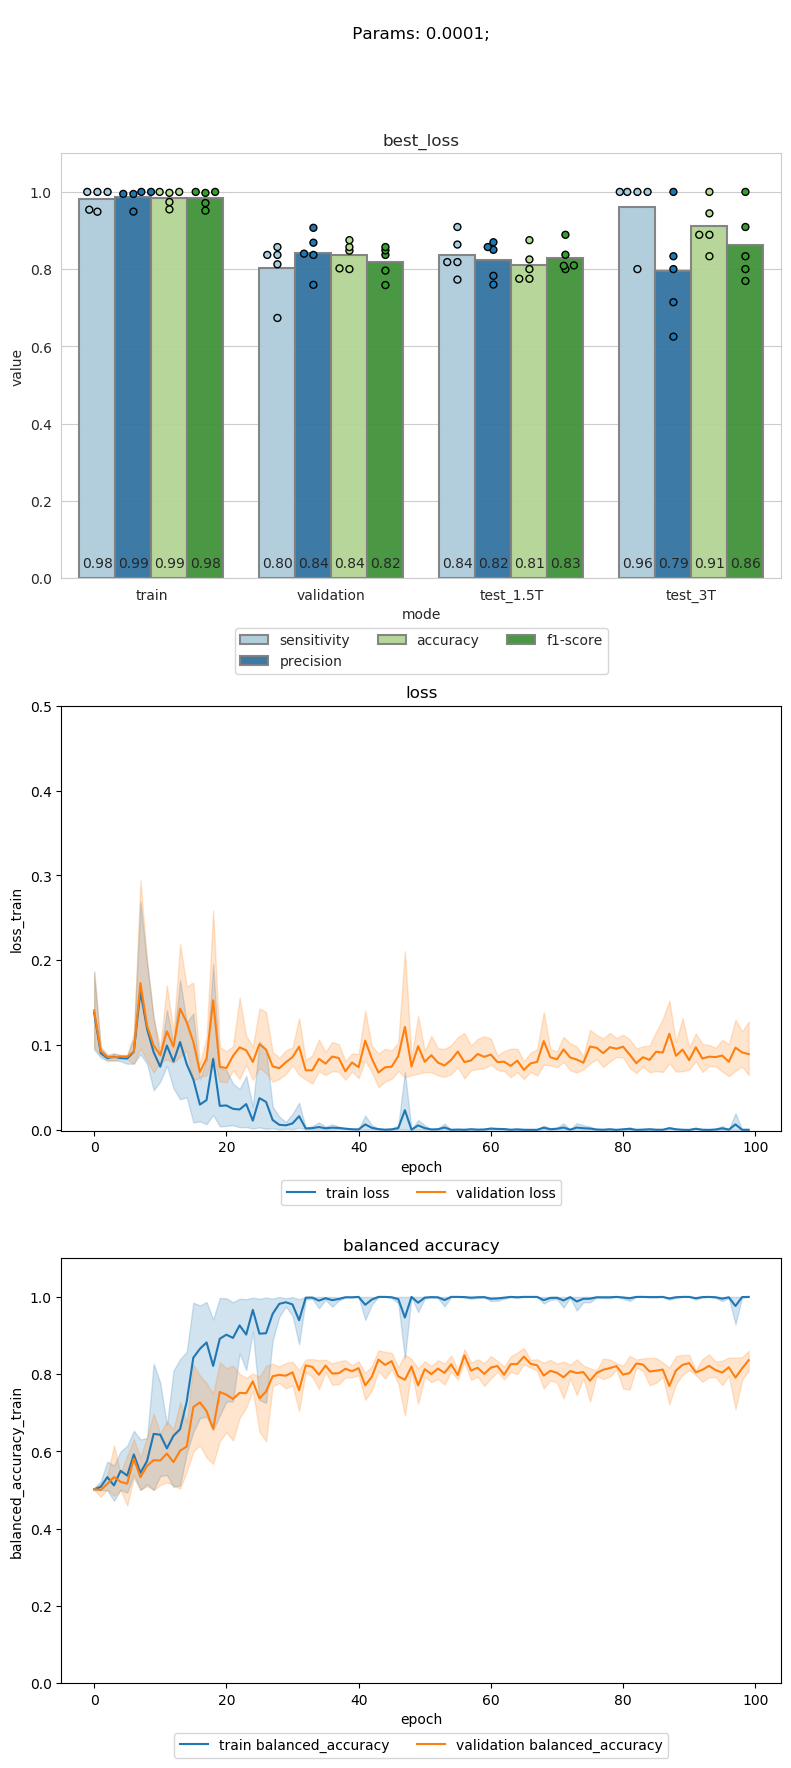 Params: 0.0001;
best_loss
value
1.0
0.8
0.6
0.4
0.2
0.0
0.98 0.99 0.99 0.98 0.80 0.84 0.84 0.82 0.84 0.82 0.81 0.83 0.96 0.79 0.91 0.86
train validation test_1.5T test_3T
mode
sensitivity accuracy f1-score
precision
loss
loss_train
0.5
0.4
0.3
0.2
0.1
0.0
0 20 40 60 80 100
epoch
train loss validation loss
balanced accuracy
balanced_accuracy_train
1.0
0.8
0.6
0.4
0.2
0.0
0 20 40 60 80 100
epoch
train balanced_accuracy validation balanced_accuracy